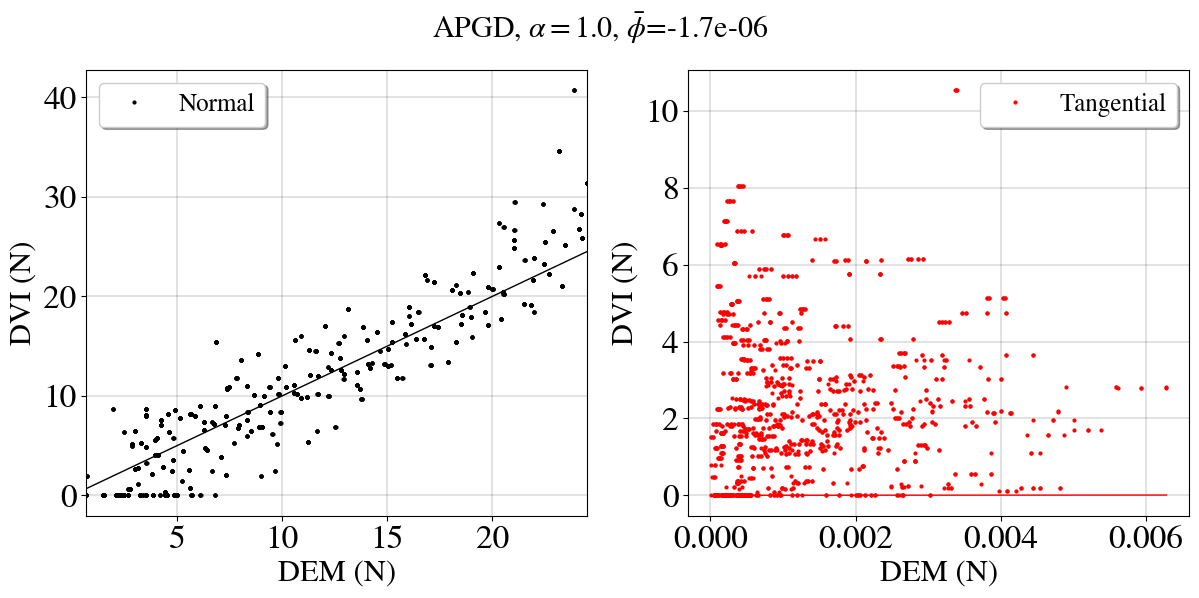 APGD, α = 1.0, ϕ̄=-1.7e-06
Normal
DVI (N)
40
30
20
10
0
5 10 15 20
DEM (N)
Tangential
DVI (N)
10
8
6
4
2
0
0.000 0.002 0.004 0.006
DEM (N)